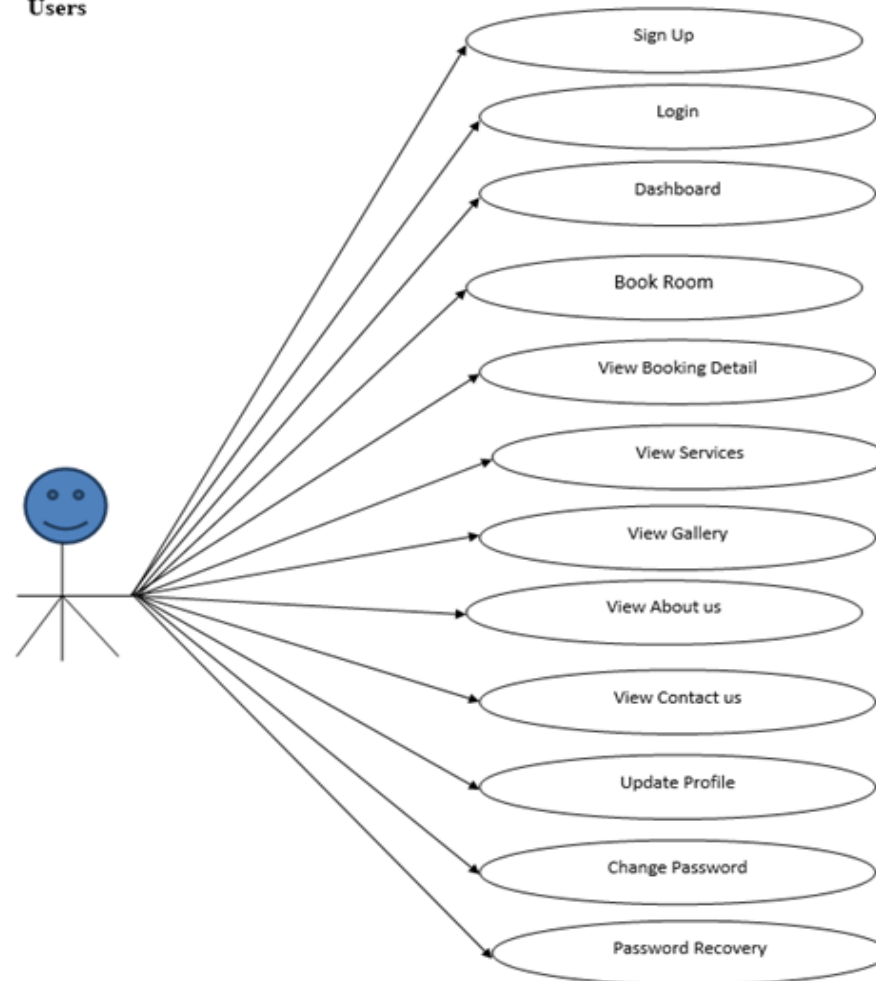 Users
Sign Up
Login
Dashboard
Book Room
View Booking Detail
View Services
View Gallery
View About us
View Contact us
Update Profile
Change Password
Password Recovery